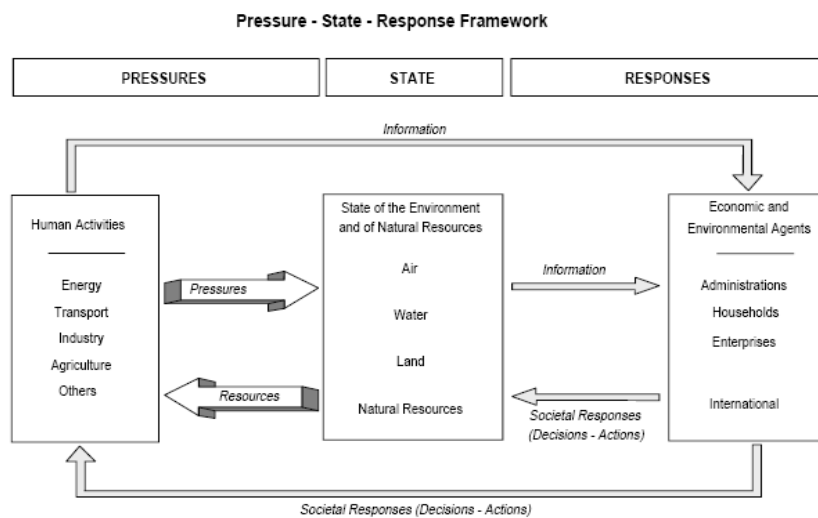 Pressure - State - Response Framework
PRESSURES
STATE
RESPONSES
Information
Human Activities
Energy
Transport
Industry
Agriculture
Others
Pressures
Resources
State of the Environment
and of Natural Resources
Air
Water
Land
Natural Resources
Information
Societal Responses
(Decisions - Actions)
Economic and
Environmental Agents
Administrations
Households
Enterprises
International
Societal Responses (Decisions - Actions)